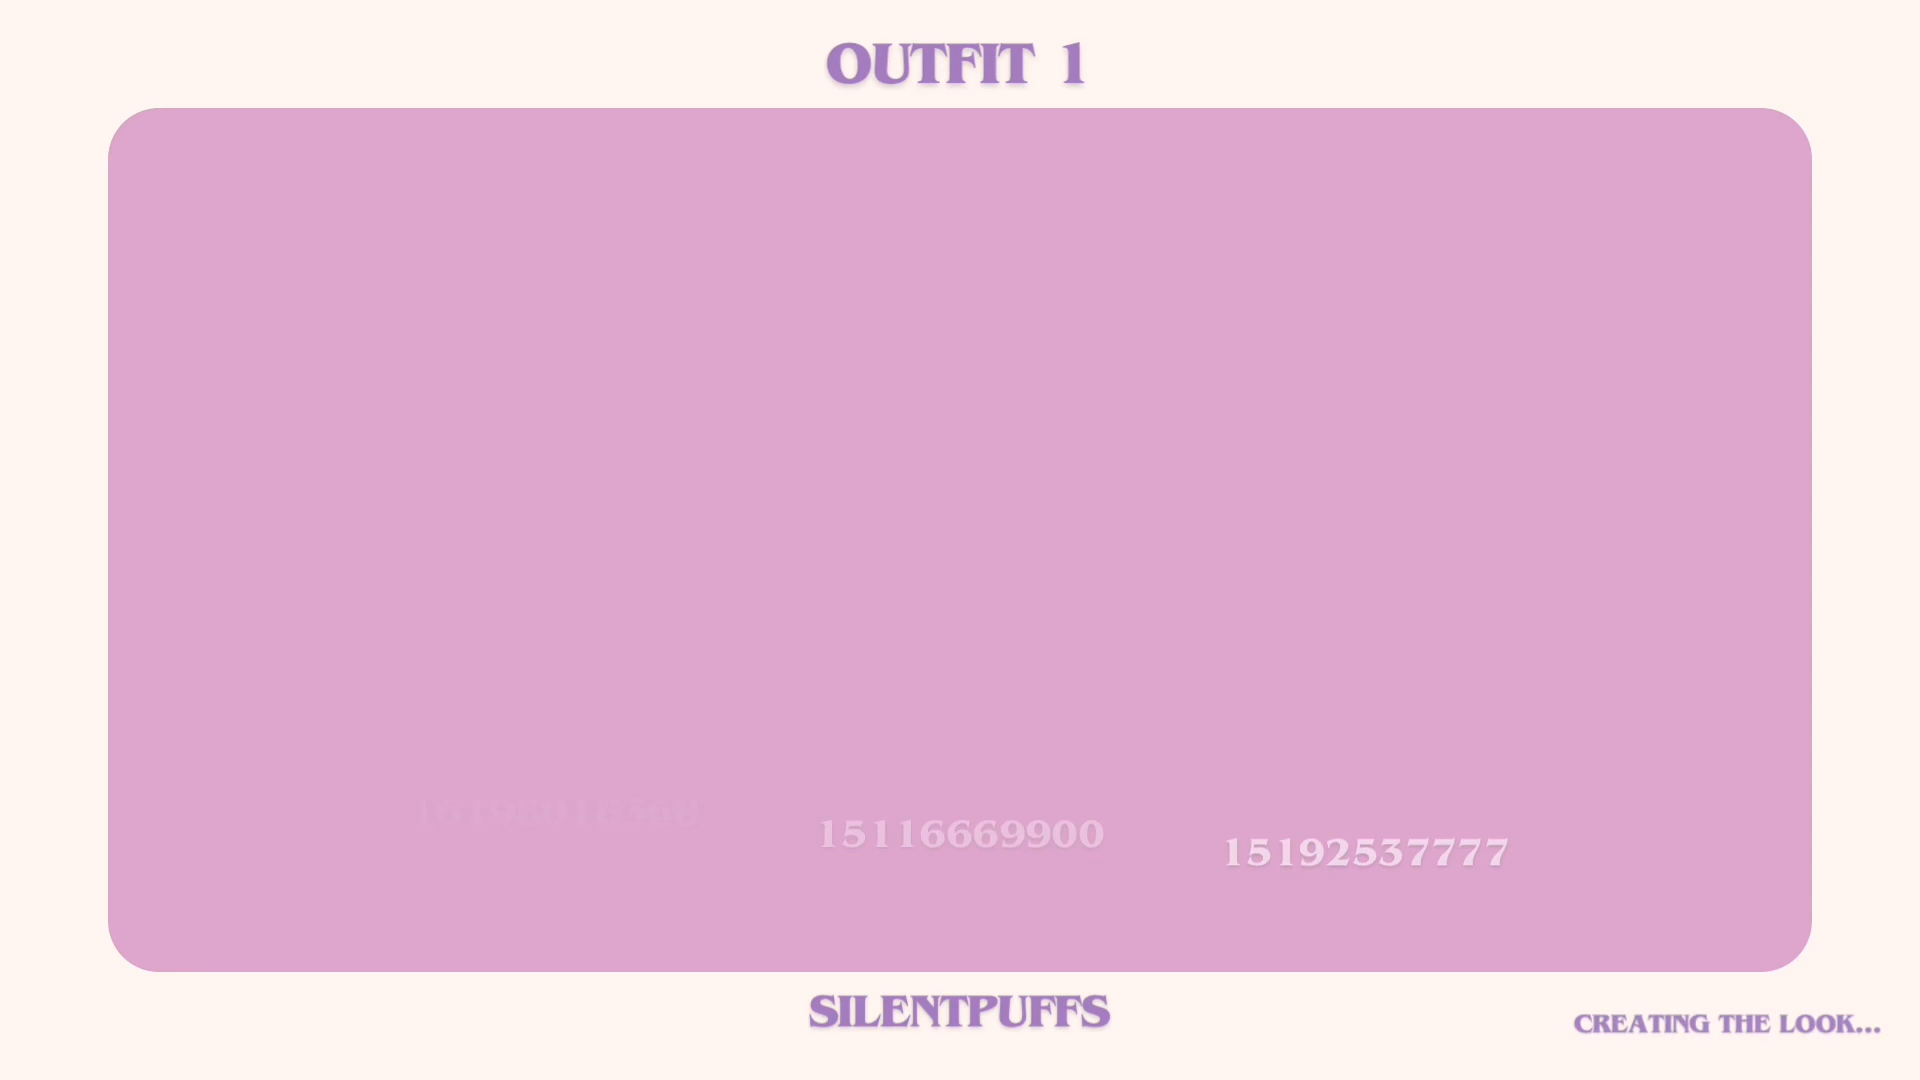 OUTFIT 1
15116669900
15192537777
SILENTPUFFS
CREATING THE LOOK...